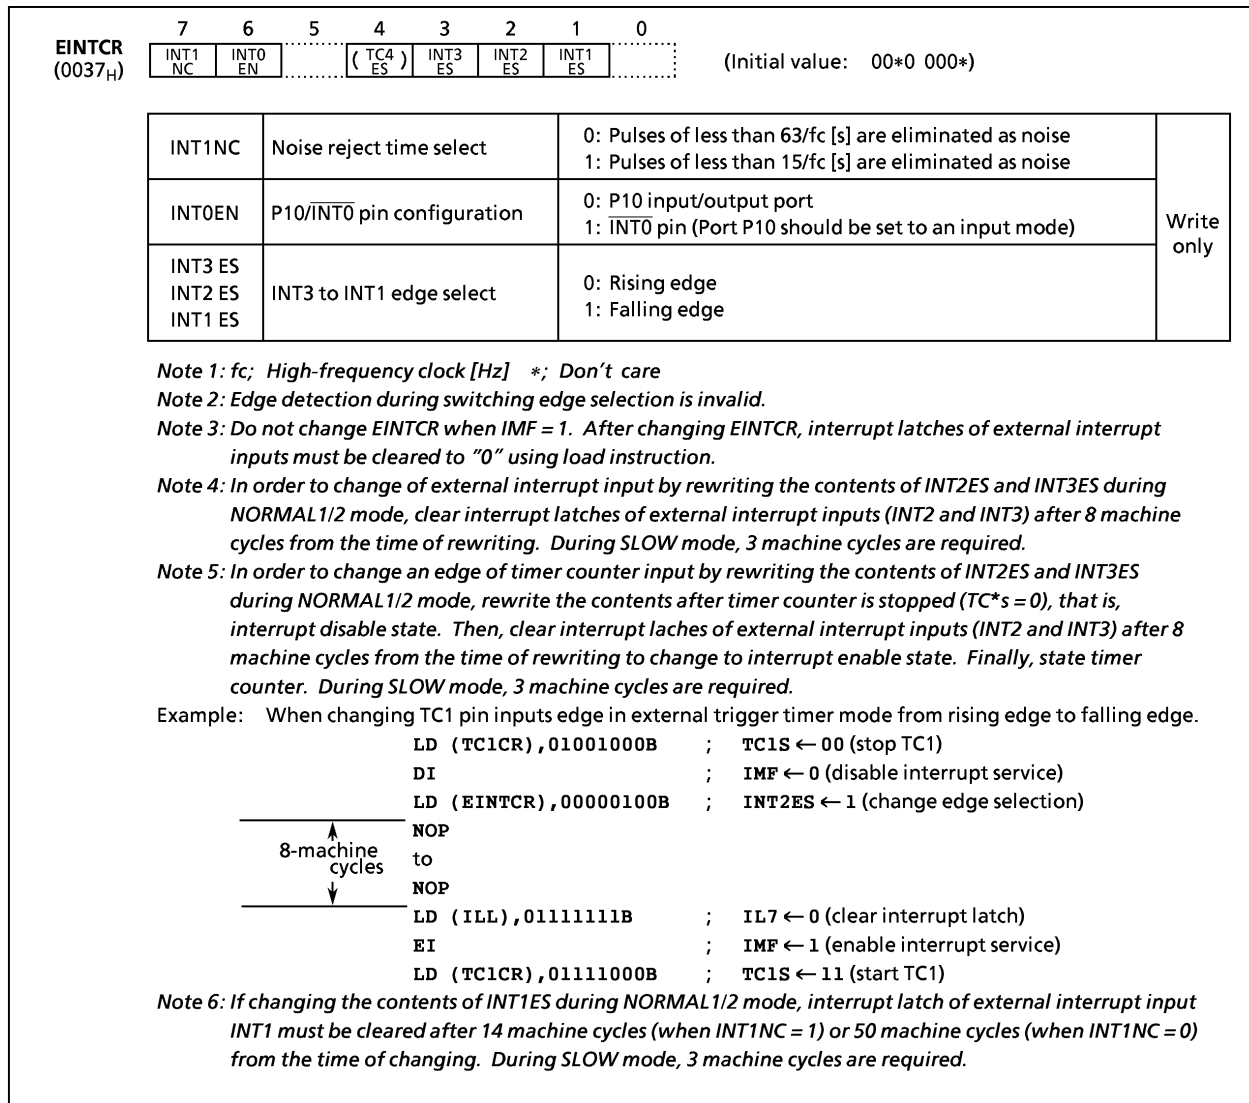 7 6 5 4 3 2 1 0
EINTCR (0037H) INT1 NC INT0 EN ( TC4 ES ) INT3 ES INT2 ES INT1 ES (Initial value: 00*0 000*)
INT1NC Noise reject time select 0: Pulses of less than 63/fc [s] are eliminated as noise
1: Pulses of less than 15/fc [s] are eliminated as noise
INT0EN P10/INT0 pin configuration 0: P10 input/output port
1: INT0 pin (Port P10 should be set to an input mode)
Write only
INT3 ES
INT2 ES
INT1 ES
INT3 to INT1 edge select 0: Rising edge
1: Falling edge
Note 1: fc; High-frequency clock [Hz] *; Don't care
Note 2: Edge detection during switching edge selection is invalid.
Note 3: Do not change EINTCR when IMF = 1. After changing EINTCR, interrupt latches of external interrupt
inputs must be cleared to "0" using load instruction.
Note 4: In order to change of external interrupt input by rewriting the contents of INT2ES and INT3ES during
NORMAL1/2 mode, clear interrupt latches of external interrupt inputs (INT2 and INT3) after 8 machine
cycles from the time of rewriting. During SLOW mode, 3 machine cycles are required.
Note 5: In order to change an edge of timer counter input by rewriting the contents of INT2ES and INT3ES
during NORMAL1/2 mode, rewrite the contents after timer counter is stopped (TC*s = 0), that is,
interrupt disable state. Then, clear interrupt laches of external interrupt inputs (INT2 and INT3) after 8
machine cycles from the time of rewriting to change to interrupt enable state. Finally, state timer
counter. During SLOW mode, 3 machine cycles are required.
Example: When changing TC1 pin inputs edge in external trigger timer mode from rising edge to falling edge.
LD (TC1CR),01001000B ; TC1S ← 00 (stop TC1)
DI ; IMF ← 0 (disable interrupt service)
LD (EINTCR),00000100B ; INT2ES ← 1 (change edge selection)
NOP
8-machine cycles to
NOP
LD (ILL),01111111B ; IL7 ← 0 (clear interrupt latch)
EI ; IMF ← 1 (enable interrupt service)
LD (TC1CR),01111000B ; TC1S ← 11 (start TC1)
Note 6: If changing the contents of INT1ES during NORMAL1/2 mode, interrupt latch of external interrupt input
INT1 must be cleared after 14 machine cycles (when INT1NC = 1) or 50 machine cycles (when INT1NC = 0)
from the time of changing. During SLOW mode, 3 machine cycles are required.